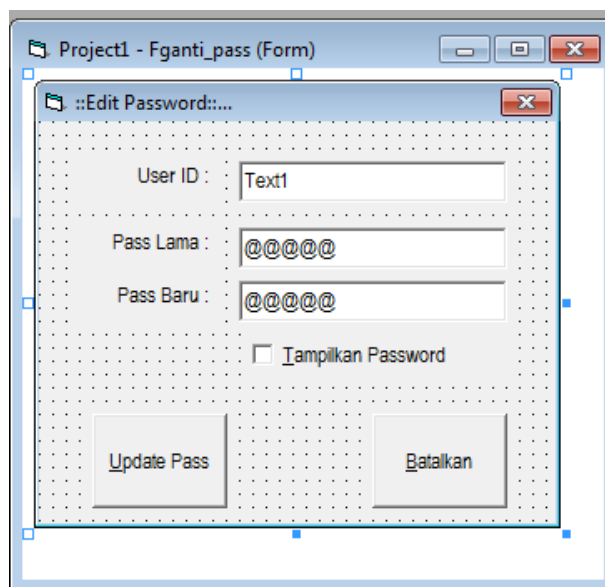 Project1 - Fganti_pass (Form)
::Edit Password::...
User ID : Text1
Pass Lama : @@@@@
Pass Baru : @@@@@
Tampilkan Password
Update Pass Batalkan